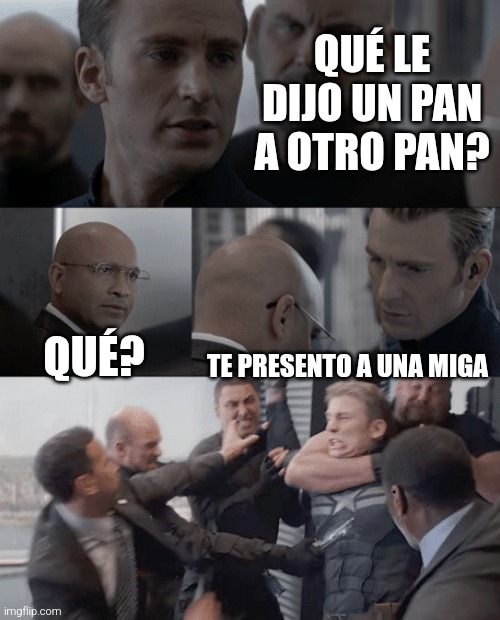 QUÉ LE
DIJO UN PAN
A OTRO PAN?
QUÉ?
TE PRESENTO A UNA MIGA
imgflip.com